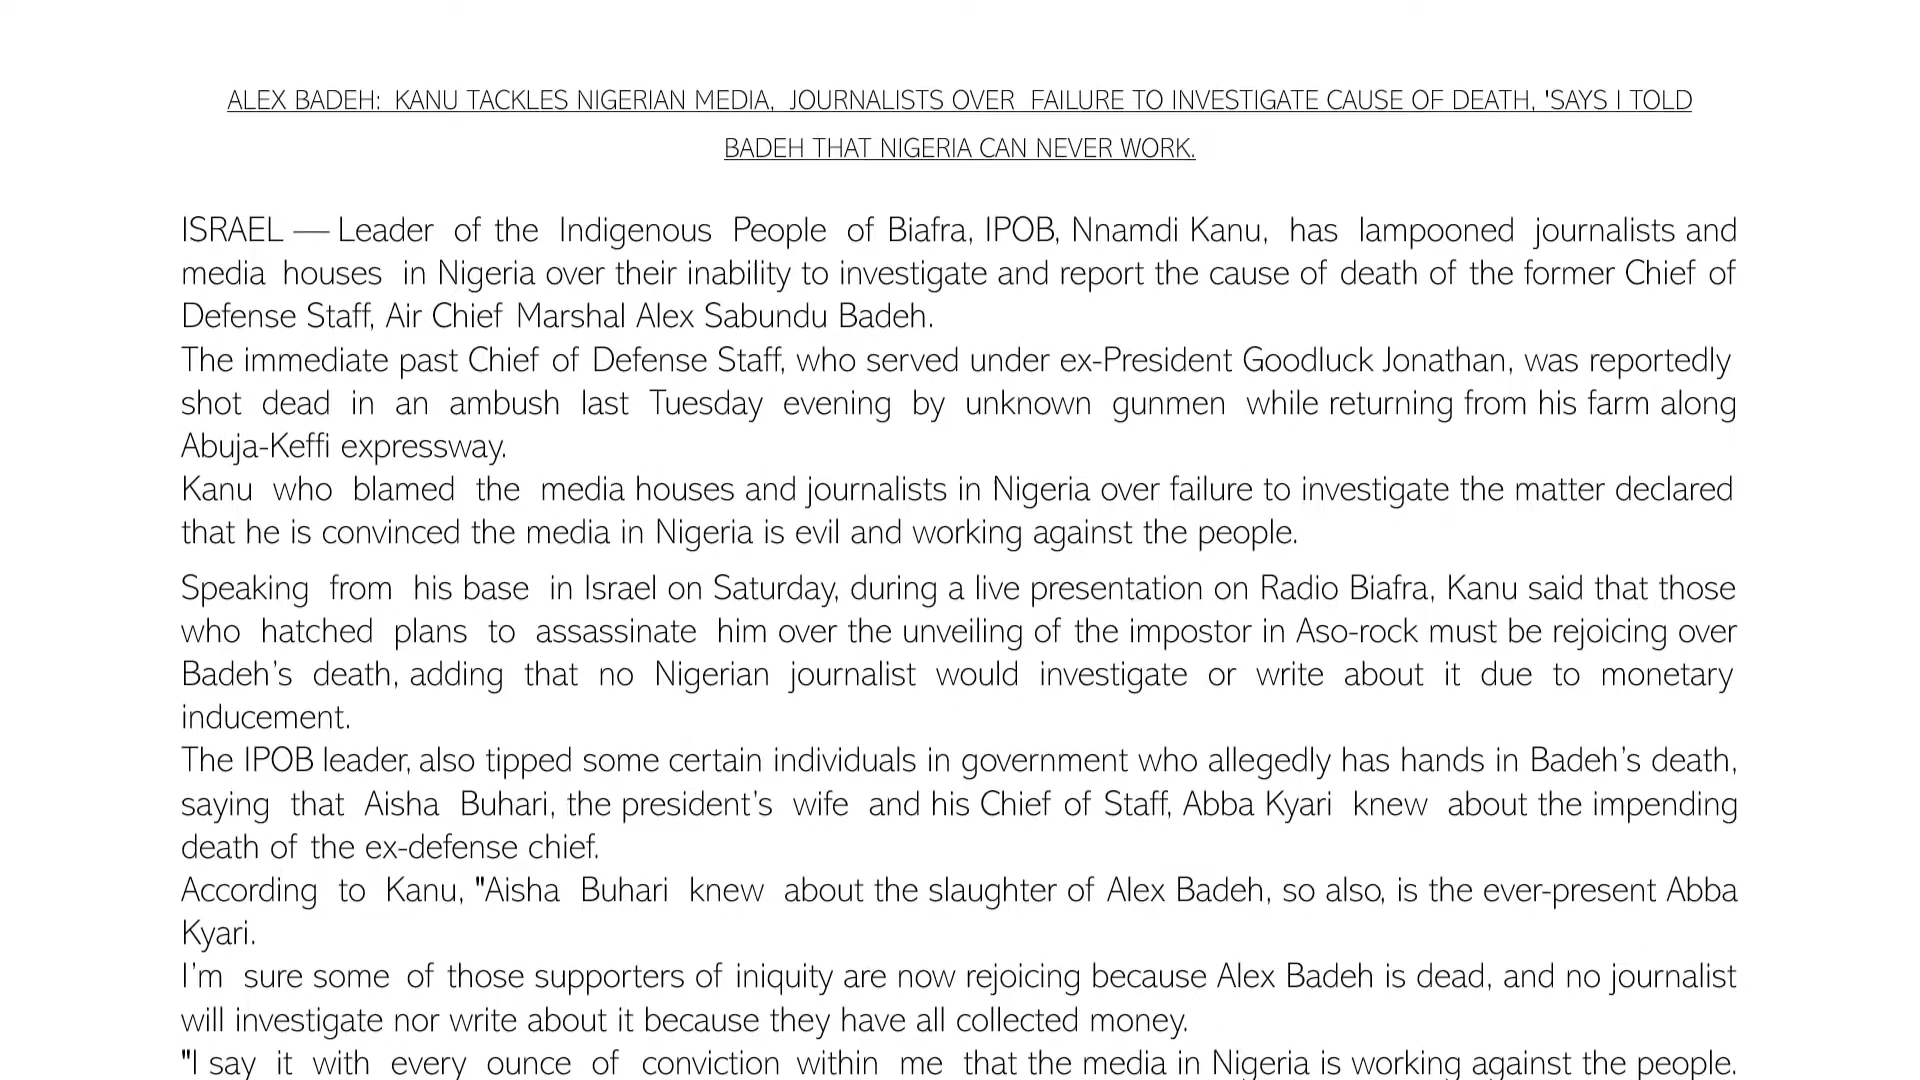 ALEX BADEH: KANU TACKLES NIGERIAN MEDIA, JOURNALISTS OVER FAILURE TO INVESTIGATE CAUSE OF DEATH, 'SAYS I TOLD
BADEH THAT NIGERIA CAN NEVER WORK.
ISRAEL — Leader of the Indigenous People of Biafra, IPOB, Nnamdi Kanu, has lampooned journalists and
media houses in Nigeria over their inability to investigate and report the cause of death of the former Chief of
Defense Staff, Air Chief Marshal Alex Sabundu Badeh.
The immediate past Chief of Defense Staff, who served under ex-President Goodluck Jonathan, was reportedly
shot dead in an ambush last Tuesday evening by unknown gunmen while returning from his farm along
Abuja-Keffi expressway.
Kanu who blamed the media houses and journalists in Nigeria over failure to investigate the matter declared
that he is convinced the media in Nigeria is evil and working against the people.
Speaking from his base in Israel on Saturday, during a live presentation on Radio Biafra, Kanu said that those
who hatched plans to assassinate him over the unveiling of the impostor in Aso-rock must be rejoicing over
Badeh's death, adding that no Nigerian journalist would investigate or write about it due to monetary
inducement.
The IPOB leader, also tipped some certain individuals in government who allegedly has hands in Badeh's death,
saying that Aisha Buhari, the president's wife and his Chief of Staff, Abba Kyari knew about the impending
death of the ex-defense chief.
According to Kanu, "Aisha Buhari knew about the slaughter of Alex Badeh, so also, is the ever-present Abba
Kyari.
I'm sure some of those supporters of iniquity are now rejoicing because Alex Badeh is dead, and no journalist
will investigate nor write about it because they have all collected money.
"I say it with every ounce of conviction within me that the media in Nigeria is working against the people.